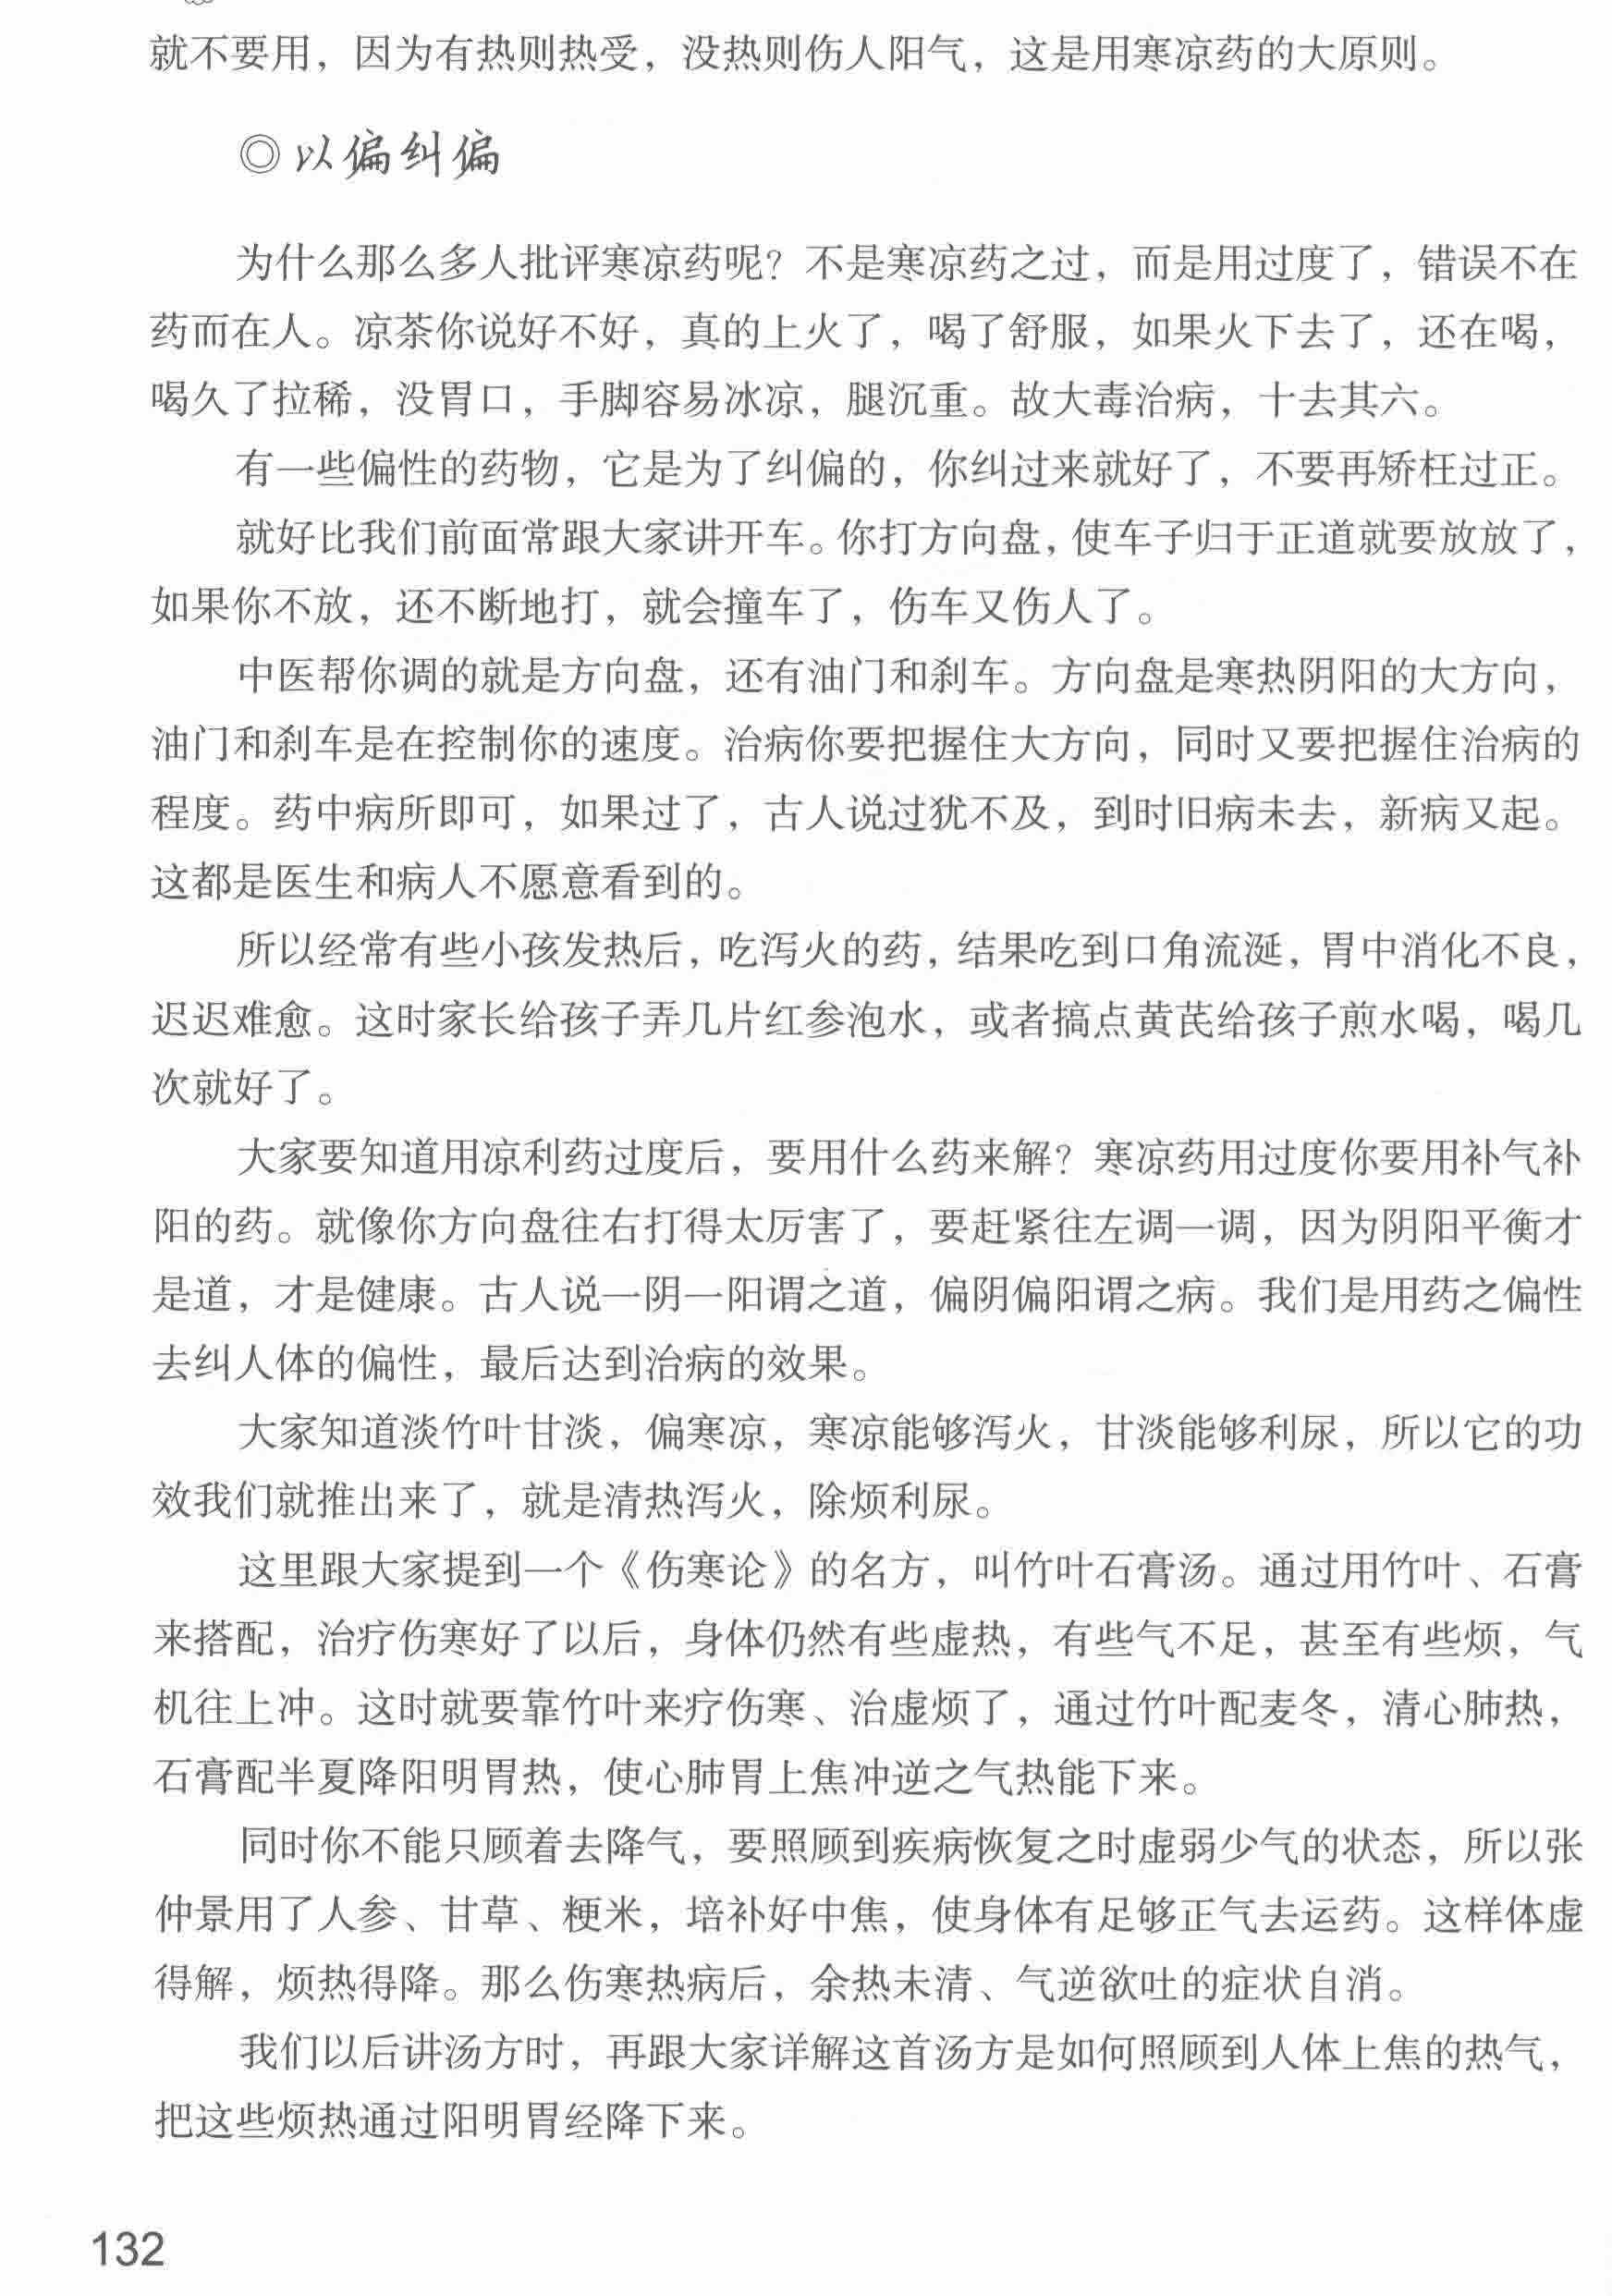 就不要用，因为有热则热受，没热则伤人阳气，这是用寒凉药的大原则。
◎以偏纠偏
为什么那么多人批评寒凉药呢？不是寒凉药之过，而是用过度了，错误不在
药而在人。凉茶你说好不好，真的上火了，喝了舒服，如果火下去了，还在喝，
喝久了拉稀，没胃口，手脚容易冰凉，腿沉重。故大毒治病，十去其六。
有一些偏性的药物，它是为了纠偏的，你纠过来就好了，不要再矫枉过正。
就好比我们前面常跟大家讲开车。你打方向盘，使车子归于正道就要放放了，
如果你不放，还不断地打，就会撞车了，伤车又伤人了。
中医帮你调的就是方向盘，还有油门和刹车。方向盘是寒热阴阳的大方向，
油门和刹车是在控制你的速度。治病你要把握住大方向，同时又要把握住治病的
程度。药中病所即可，如果过了，古人说过犹不及，到时旧病未去，新病又起。
这都是医生和病人不愿意看到的。
所以经常有些小孩发热后，吃泻火的药，结果吃到口角流涎，胃中消化不良，
迟迟难愈。这时家长给孩子弄几片红参泡水，或者搞点黄芪给孩子煎水喝，喝几
次就好了。
大家要知道用凉利药过度后，要用什么药来解？寒凉药用过度你要用补气补
阳的药。就像你方向盘往右打得太厉害了，要赶紧往左调一调，因为阴阳平衡才
是道，才是健康。古人说一阴一阳谓之道，偏阴偏阳谓之病。我们是用药之偏性
去纠人体的偏性，最后达到治病的效果。
大家知道淡竹叶甘淡，偏寒凉，寒凉能够泻火，甘淡能够利尿，所以它的功
效我们就推出来了，就是清热泻火，除烦利尿。
这里跟大家提到一个《伤寒论》的名方，叫竹叶石膏汤。通过用竹叶、石膏
来搭配，治疗伤寒好了以后，身体仍然有些虚热，有些气不足，甚至有些烦，气
机往上冲。这时就要靠竹叶来疗伤寒、治虚烦了，通过竹叶配麦冬，清心肺热，
石膏配半夏降阳明胃热，使心肺胃上焦冲逆之气热能下来。
同时你不能只顾着去降气，要照顾到疾病恢复之时虚弱少气的状态，所以张
仲景用了人参、甘草、粳米，培补好中焦，使身体有足够正气去运药。这样体虚
得解，烦热得降。那么伤寒热病后，余热未清、气逆欲吐的症状自消。
我们以后讲汤方时，再跟大家详解这首汤方是如何照顾到人体上焦的热气，
把这些烦热通过阳明胃经降下来。
132